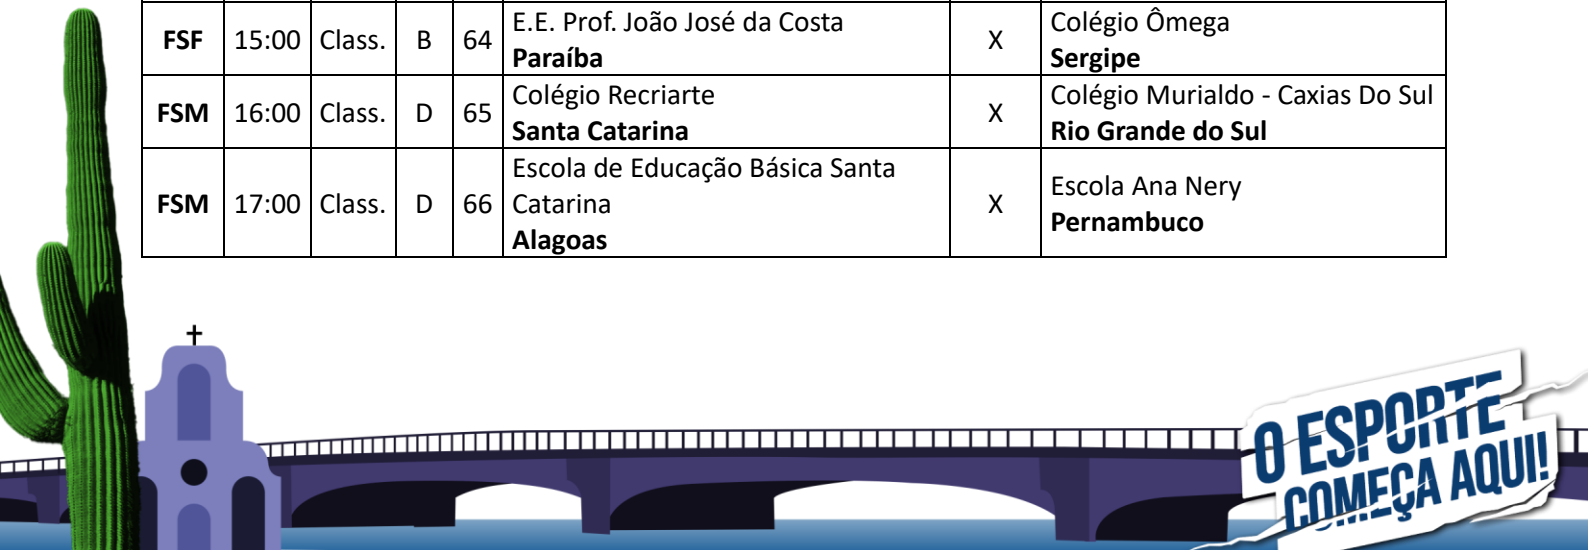 FSF 15:00 Class. B 64 E.E. Prof. João José da Costa X Colégio Ômega
Paraíba Sergipe
FSM 16:00 Class. D 65 Colégio Recriarte X Colégio Murialdo - Caxias Do Sul
Santa Catarina Rio Grande do Sul
FSM 17:00 Class. D 66 Escola de Educação Básica Santa
Catarina X Escola Ana Nery
Alagoas Pernambuco
O ESPORTE
COMEÇA AQUI!